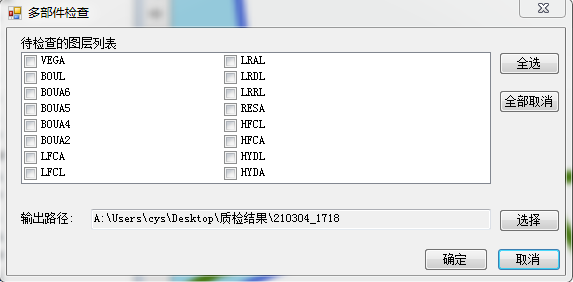 多部件检查
待检查的图层列表
VEGA LRAL
BOUL LRDL
BOUA6 LRRL
BOUA5 RESA
BOUA4 HFCL
BOUA2 HFCA
LFCA HYDL
LFCL HYDA
全选
全部取消
输出路径: A:\Users\cys\Desktop\质检结果\210304_1718 选择
确定 取消